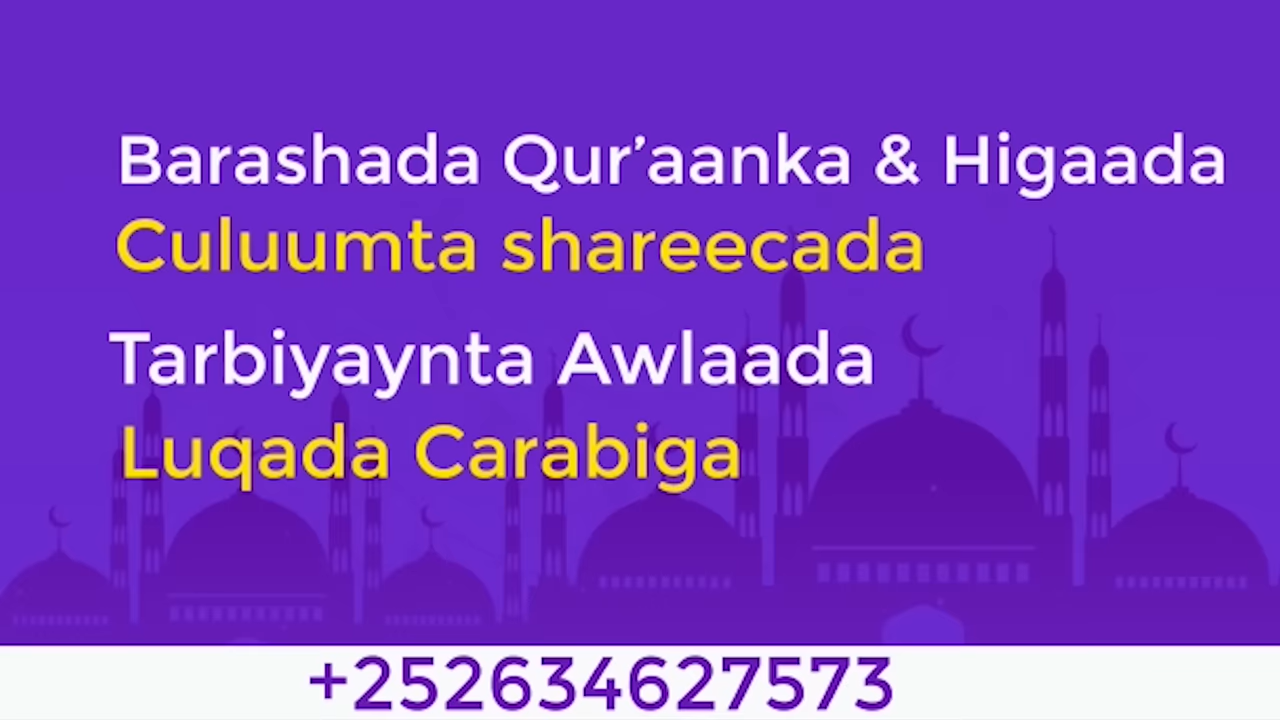 Barashada Qur’aanka & Higaada
Culuumta shareecada
Tarbiyaynta Awlaada
Luqada Carabiga
+252634627573